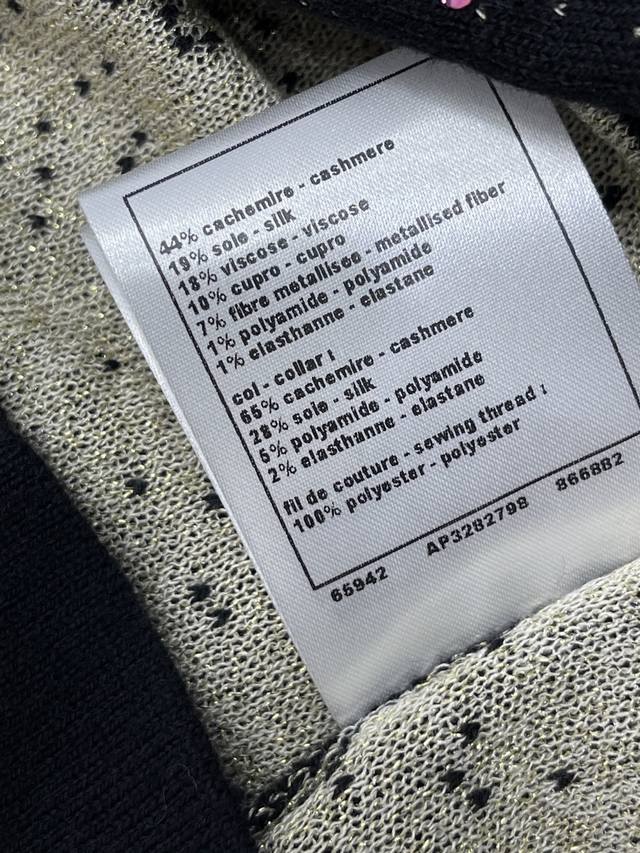 44% cachemire - cashmere
19% soie - silk
18% viscose - viscose
10% cupro - cupro
7% fibre metallisee - metallised fiber
1% polyamide - polyamide
1% elasthanne - elastane
col - collar :
65% cachemire - cashmere
28% soie - silk
5% polyamide - polyamide
2% elasthanne - elastane
fil de couture - sewing thread :
100% polyester - polyester
65942 AP3282798 866882